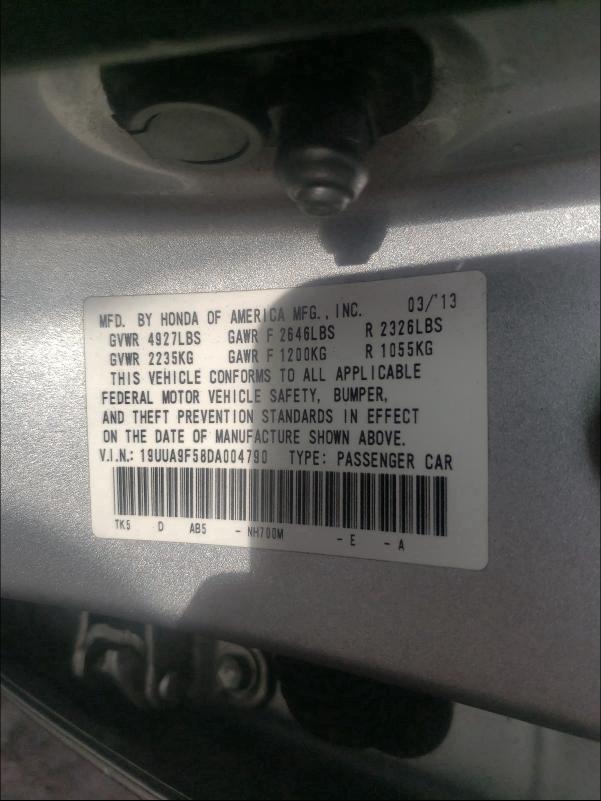 MFD. BY HONDA OF AMERICA MFG., INC. 03/'13
GVWR 4927LBS GAWR F 2646LBS R 2326LBS
GVWR 2235KG GAWR F 1200KG R 1055KG
THIS VEHICLE CONFORMS TO ALL APPLICABLE
FEDERAL MOTOR VEHICLE SAFETY, BUMPER,
AND THEFT PREVENTION STANDARDS IN EFFECT
ON THE DATE OF MANUFACTURE SHOWN ABOVE.
V.I.N.: 19UUA9F58DA004790 TYPE: PASSENGER CAR
TK5 D AB5 - NH700M - E - A